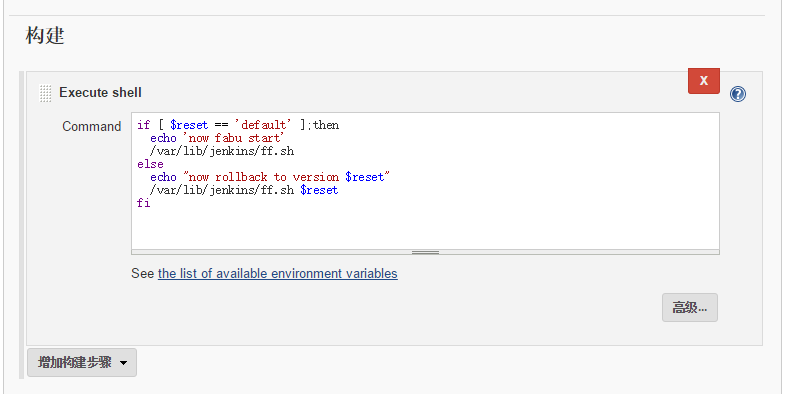 构建
Execute shell
X
?
Command
if [ $reset == 'default' ];then
  echo 'now fabu start'
  /var/lib/jenkins/ff.sh
else
  echo "now rollback to version $reset"
  /var/lib/jenkins/ff.sh $reset
fi
See the list of available environment variables
高级...
增加构建步骤